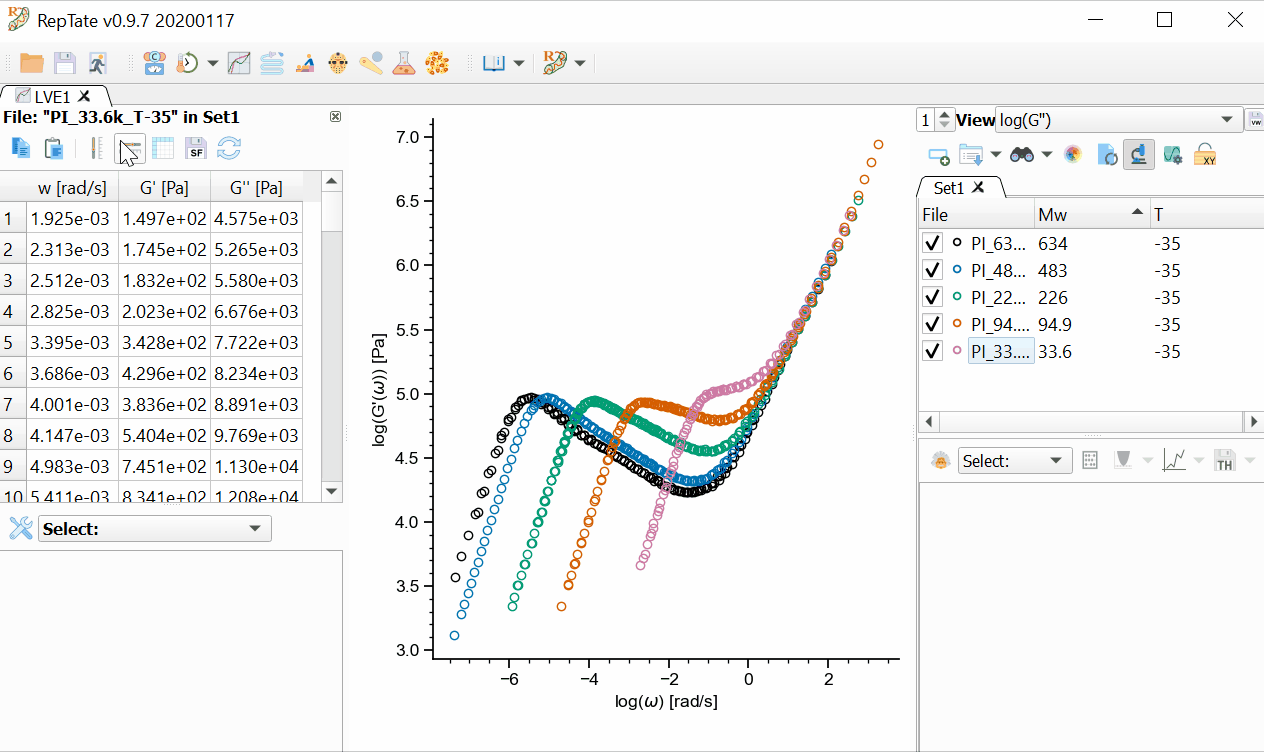 RepTate v0.9.7 20200117
LVE1
File: "PI_33.6k_T-35" in Set1
SF
w [rad/s] G' [Pa] G'' [Pa]
1 1.925e-03 1.497e+02 4.575e+03
2 2.313e-03 1.745e+02 5.265e+03
3 2.512e-03 1.832e+02 5.580e+03
4 2.825e-03 2.023e+02 6.676e+03
5 3.395e-03 3.428e+02 7.722e+03
6 3.686e-03 4.296e+02 8.234e+03
7 4.001e-03 3.836e+02 8.891e+03
8 4.147e-03 5.404e+02 9.769e+03
9 4.983e-03 7.451e+02 1.130e+04
10 5.411e-03 8.341e+02 1.208e+04
Select:
7.0
6.5
6.0
5.5
5.0
4.5
4.0
3.5
3.0
log(G'(ω)) [Pa]
−6 −4 −2 0 2
log(ω) [rad/s]
1 View log(G") VW
XY
Set1
File Mw T
PI_63... 634 -35
PI_48... 483 -35
PI_22... 226 -35
PI_94.... 94.9 -35
PI_33.... 33.6 -35
Select: TH